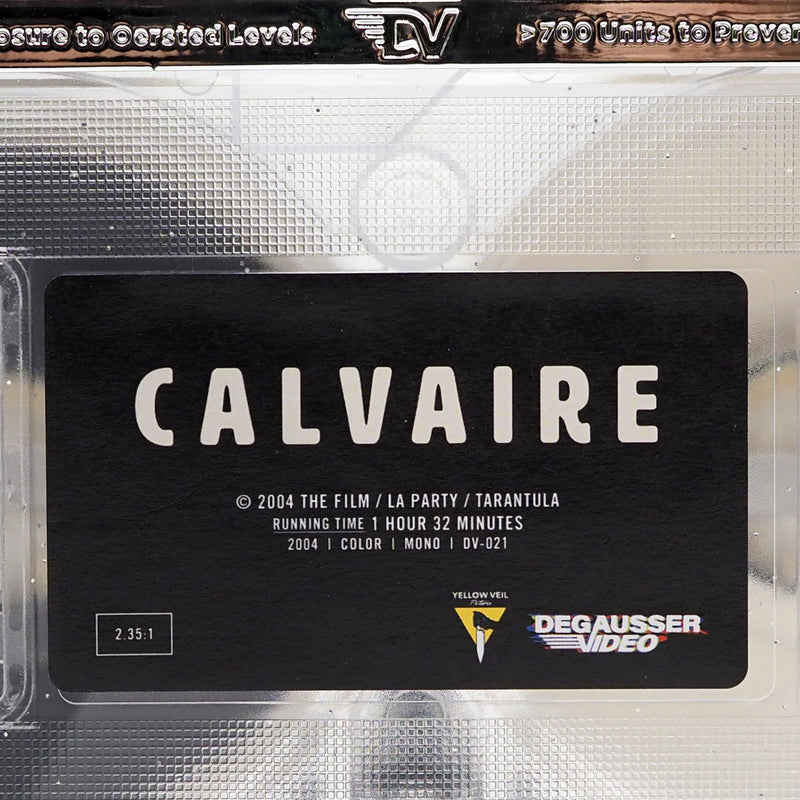 osure to Oersted Levels DV >700 Units to Preven
CALVAIRE
© 2004 THE FILM / LA PARTY / TARANTULA
RUNNING TIME 1 HOUR 32 MINUTES
2004 | COLOR | MONO | DV-021
2.35:1
YELLOW VEIL
Pictures
DEGAUSSER
VIDEO